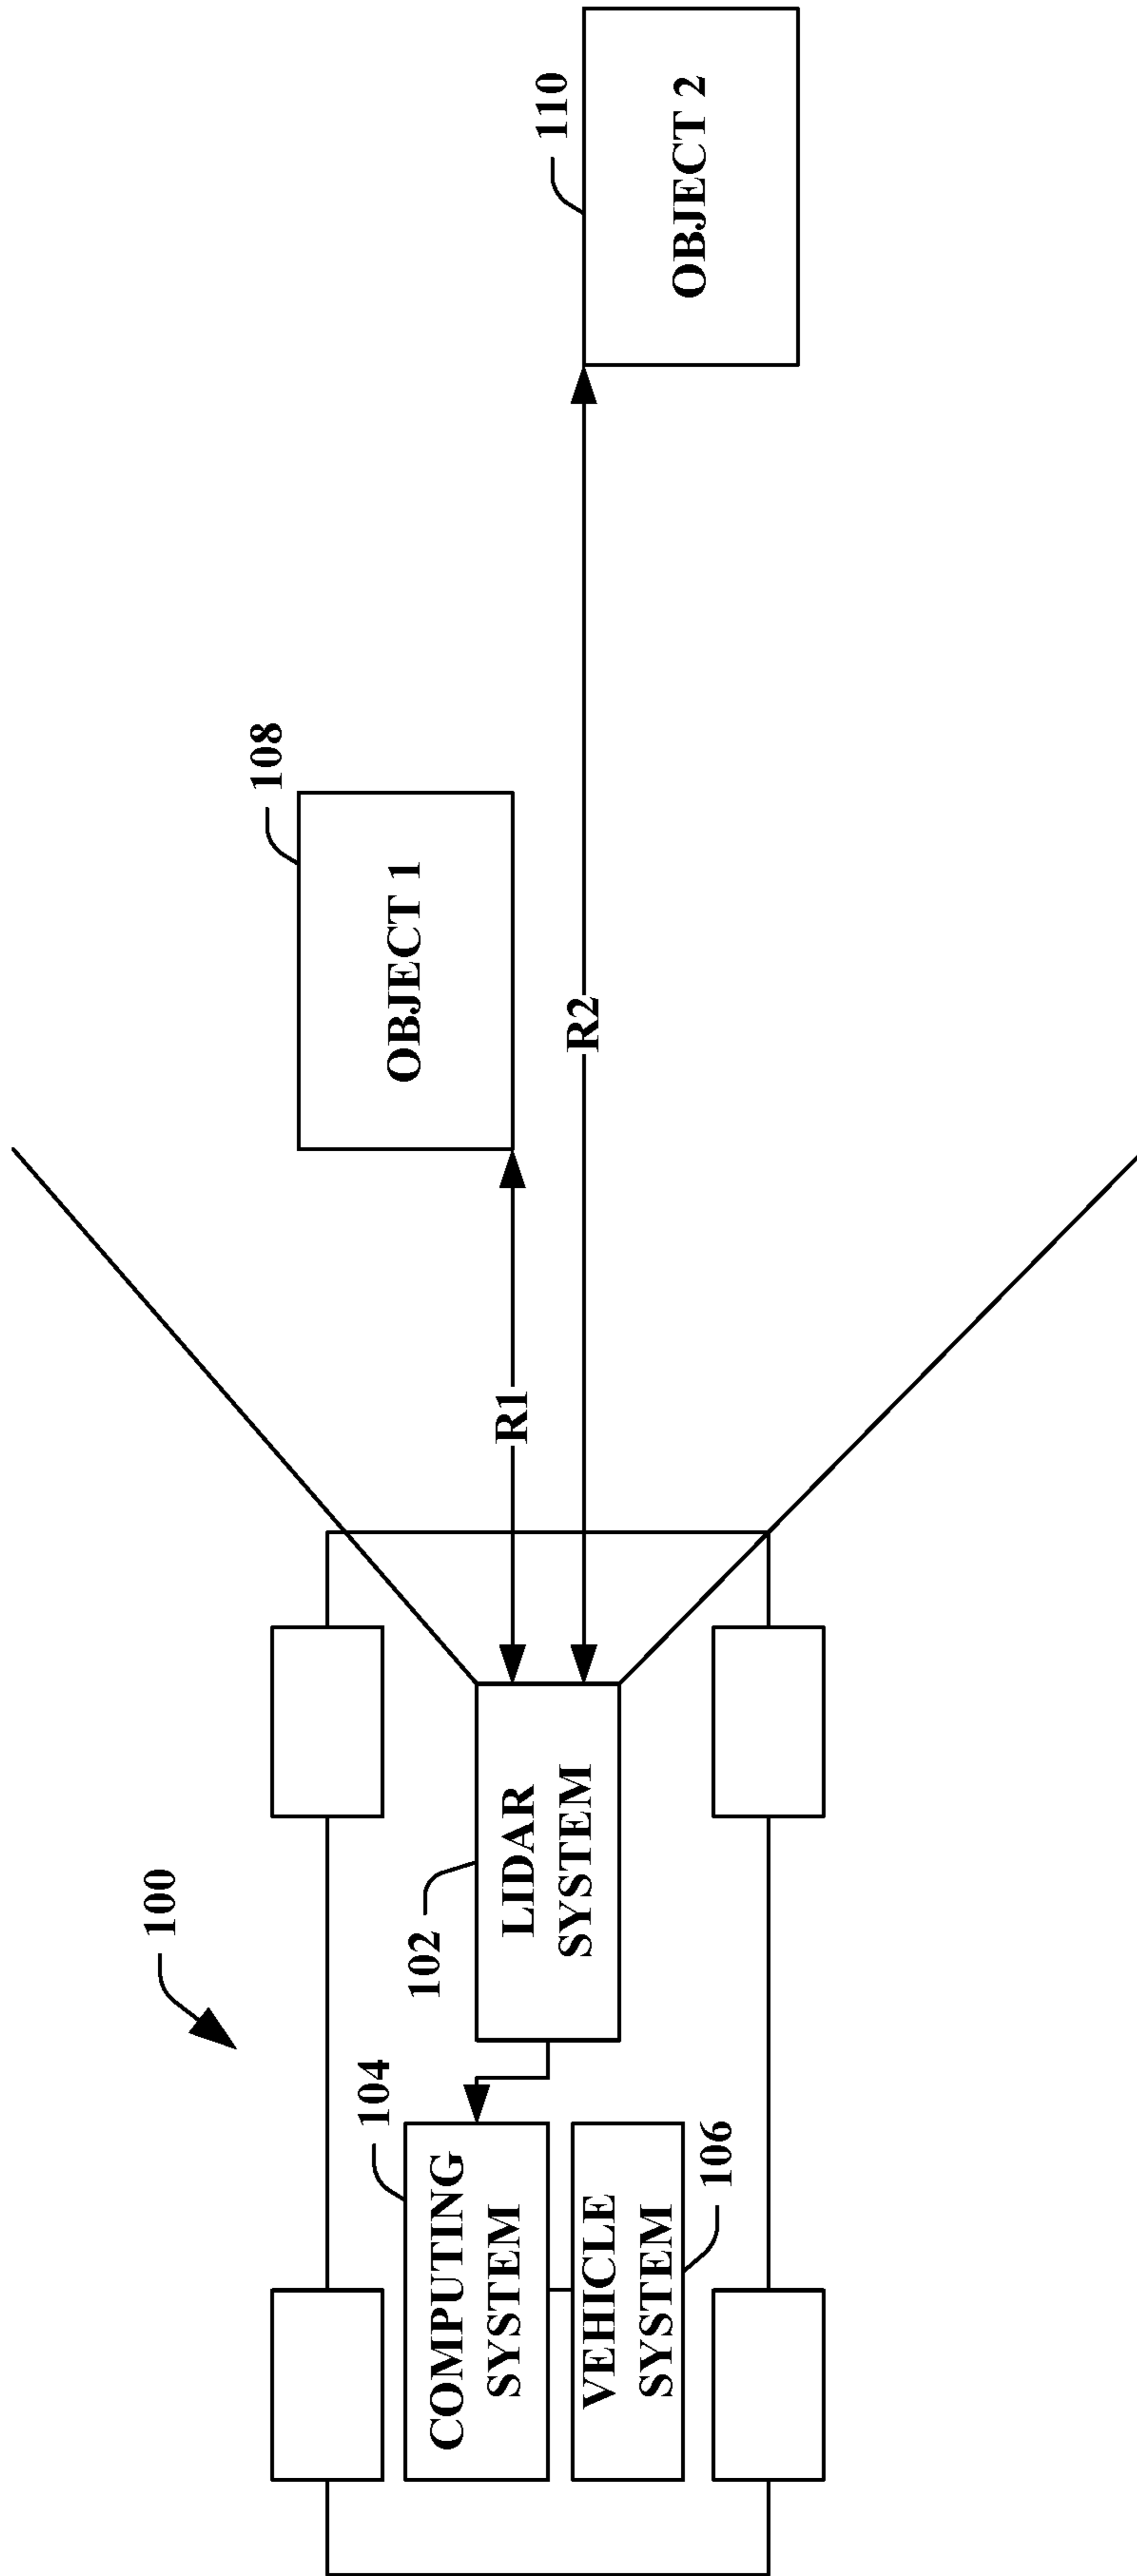 100
104
COMPUTING
SYSTEM
VEHICLE
SYSTEM
106
102
LIDAR
SYSTEM
R1
R2
108
OBJECT 1
110
OBJECT 2